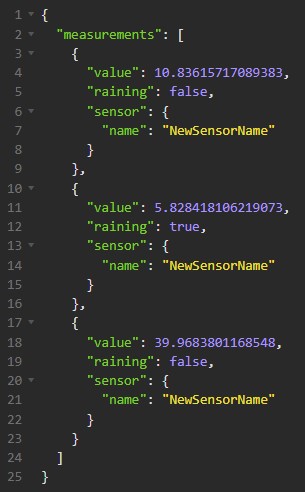 1 {
2   "measurements": [
3     {
4       "value": 10.83615717089383,
5       "raining": false,
6       "sensor": {
7         "name": "NewSensorName"
8       }
9     },
10     {
11       "value": 5.828418106219073,
12       "raining": true,
13       "sensor": {
14         "name": "NewSensorName"
15       }
16     },
17     {
18       "value": 39.9683801168548,
19       "raining": false,
20       "sensor": {
21         "name": "NewSensorName"
22       }
23     }
24   ]
25 }